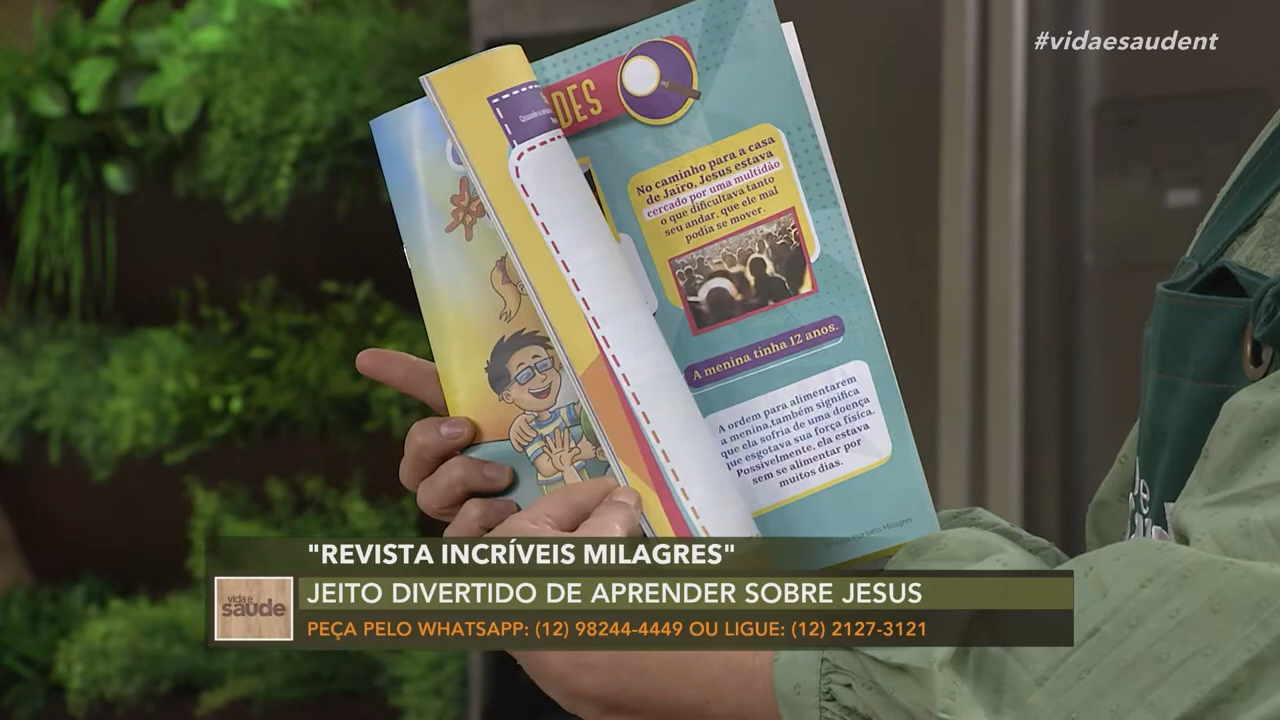 #vidaesaudent
DES
No caminho para a casa
de Jairo, Jesus estava
cercado por uma multidão
o que dificultava tanto
seu andar, que ele mal
podia se mover.
A menina tinha 12 anos.
A ordem para alimentarem
a menina, também significa
que ela sofria de uma doença
que esgotava sua força física.
Possivelmente, ela estava
sem se alimentar por
muitos dias.
Milagres
"REVISTA INCRÍVEIS MILAGRES"
vida e
saúde
JEITO DIVERTIDO DE APRENDER SOBRE JESUS
PEÇA PELO WHATSAPP: (12) 98244-4449 OU LIGUE: (12) 2127-3121